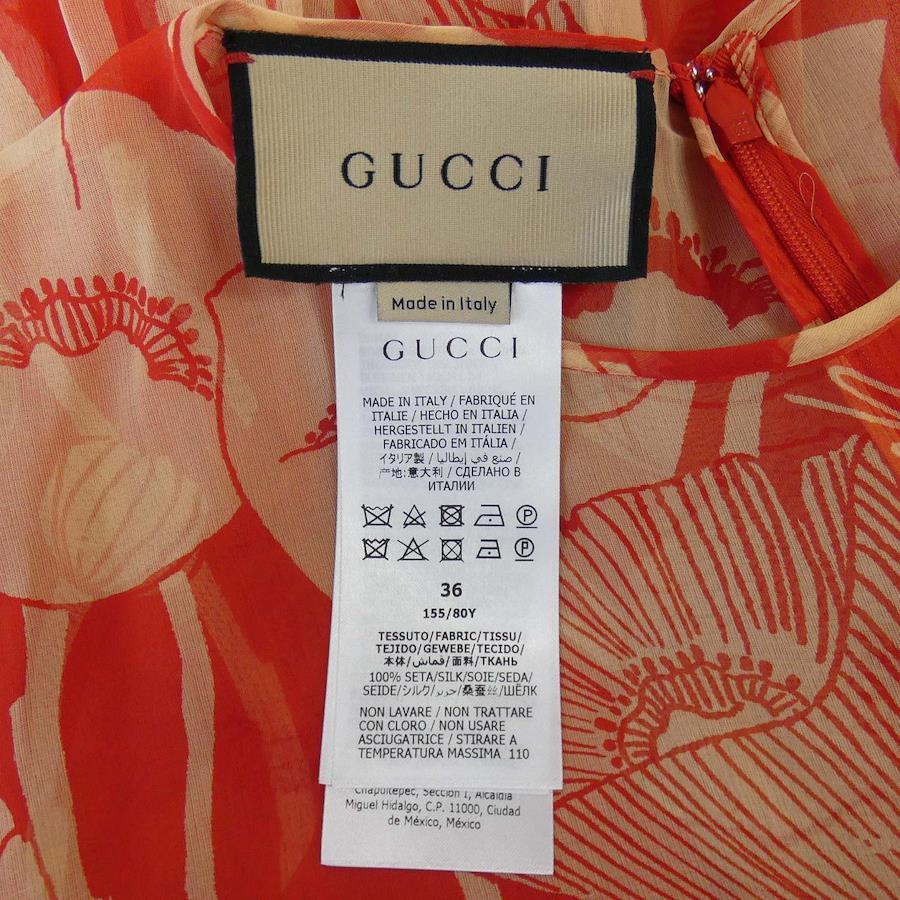 GUCCI
Made in Italy
GUCCI
MADE IN ITALY / FABRIQUÉ EN
ITALIE / HECHO EN ITALIA /
HERGESTELLT IN ITALIEN /
FABRICADO EM ITÁLIA /
イタリア製 / صنع في إيطاليا /
产地:意大利 / СДЕЛАНО В
ИТАЛИИ
P
P
36
155/80Y
TESSUTO/FABRIC/TISSU/
TEJIDO/GEWEBE/TECIDO/
本体/قماش/面料/ТКАНЬ
100% SETA/SILK/SOIE/SEDA/
SEIDE/シルク/حرير/桑蚕丝/ШЁЛК
NON LAVARE / NON TRATTARE
CON CLORO / NON USARE
ASCIUGATRICE / STIRARE A
TEMPERATURA MASSIMA 110
Chapultepec, Sección I, Alcaldía
Miguel Hidalgo, C.P. 11000, Ciudad
de México, México